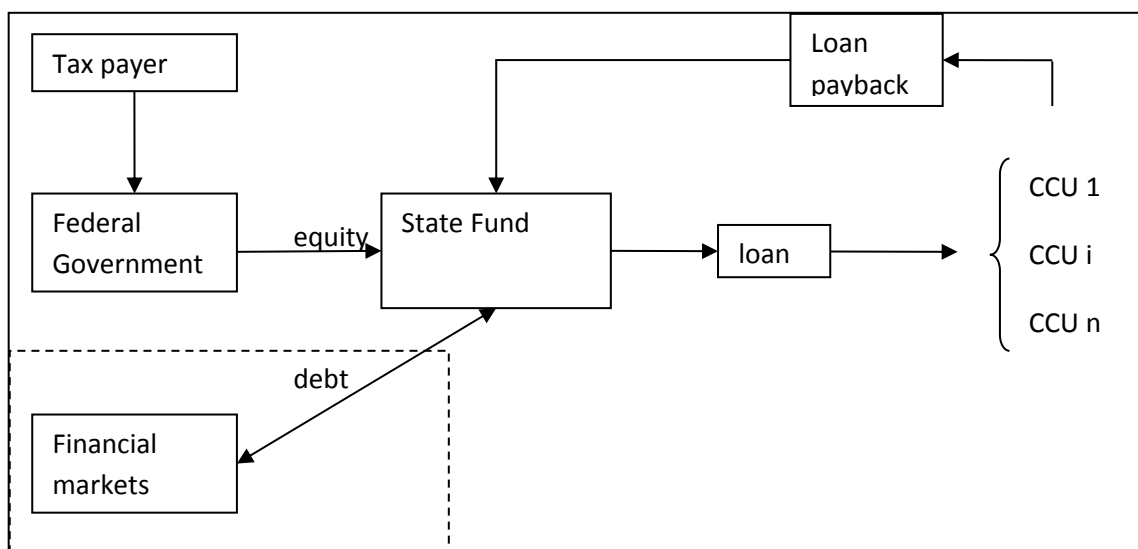 Tax payer
Loan
payback
Federal
Government
equity
State Fund
loan
CCU 1
CCU i
CCU n
debt
Financial
markets